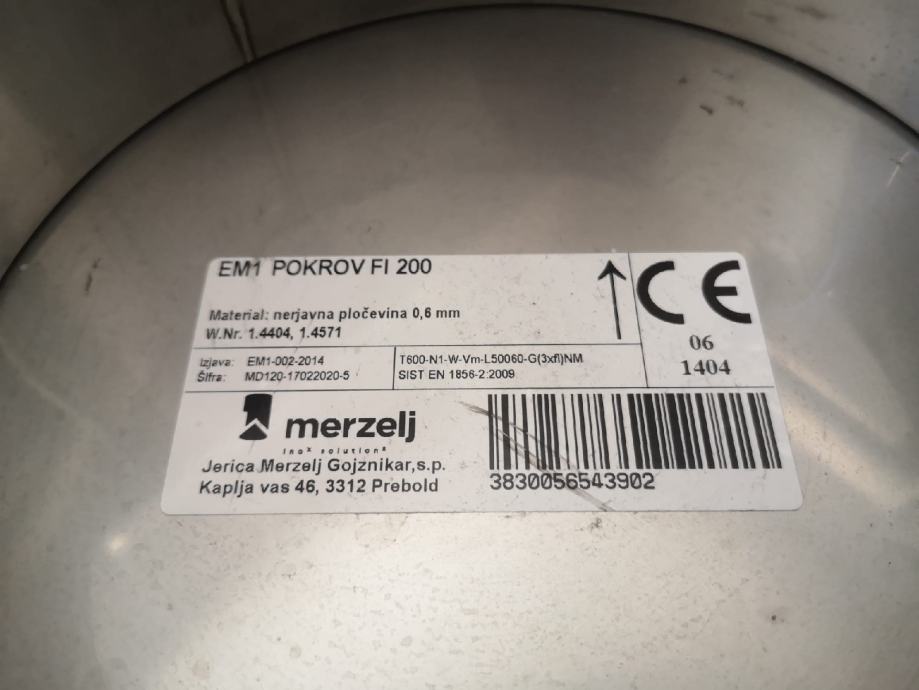 EM1 POKROV FI 200
Material: nerjavna pločevina 0,6 mm
W.Nr. 1.4404, 1.4571
CE
06
1404
Izjava: EM1-002-2014
Šifra: MD120-17022020-5
T600-N1-W-Vm-L50060-G(3xfl)NM
SIST EN 1856-2:2009
merzelj
inox solutions
Jerica Merzelj Gojznikar,s.p.
Kaplja vas 46, 3312 Prebold
3830056543902